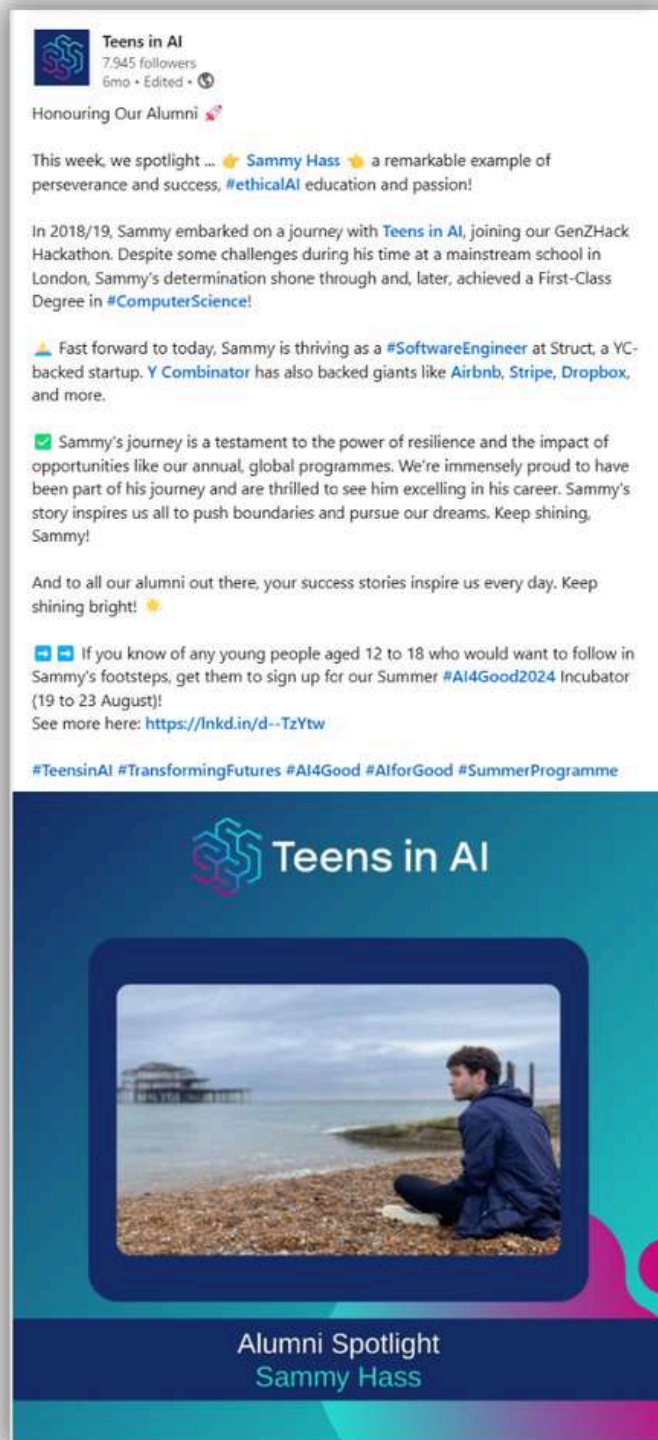 Teens in AI
7.945 followers
6mo • Edited •
Honouring Our Alumni 🚀
This week, we spotlight ... 👉 Sammy Hass 👈 a remarkable example of
perseverance and success, #ethicalAI education and passion!
In 2018/19, Sammy embarked on a journey with Teens in AI, joining our GenZHack
Hackathon. Despite some challenges during his time at a mainstream school in
London, Sammy's determination shone through and, later, achieved a First-Class
Degree in #ComputerScience!
Fast forward to today, Sammy is thriving as a #SoftwareEngineer at Struct, a YC-
backed startup. Y Combinator has also backed giants like Airbnb, Stripe, Dropbox,
and more.
✅ Sammy's journey is a testament to the power of resilience and the impact of
opportunities like our annual, global programmes. We're immensely proud to have
been part of his journey and are thrilled to see him excelling in his career. Sammy's
story inspires us all to push boundaries and pursue our dreams. Keep shining,
Sammy!
And to all our alumni out there, your success stories inspire us every day. Keep
shining bright! 🌟
➡️ ➡️ If you know of any young people aged 12 to 18 who would want to follow in
Sammy's footsteps, get them to sign up for our Summer #AI4Good2024 Incubator
(19 to 23 August)!
See more here: https://lnkd.in/d--TzYtw
#TeensinAI #TransformingFutures #AI4Good #AIforGood #SummerProgramme
Teens in AI
Alumni Spotlight
Sammy Hass